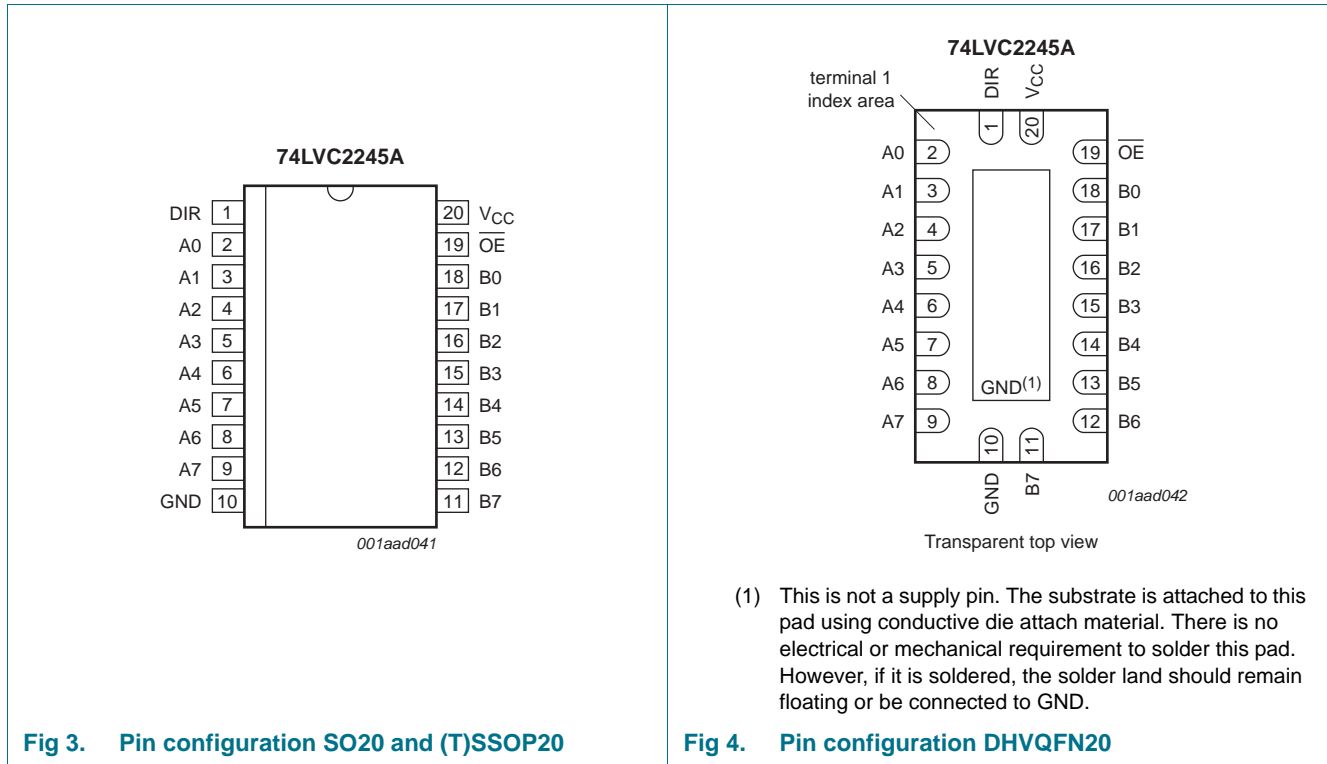 74LVC2245A
DIR 1
A0 2
A1 3
A2 4
A3 5
A4 6
A5 7
A6 8
A7 9
GND 10
20 VCC
19 OE
18 B0
17 B1
16 B2
15 B3
14 B4
13 B5
12 B6
11 B7
001aad041
Fig 3. Pin configuration SO20 and (T)SSOP20
74LVC2245A
terminal 1
index area
DIR
VCC
1
20
A0 2
A1 3
A2 4
A3 5
A4 6
A5 7
A6 8
A7 9
19 OE
18 B0
17 B1
16 B2
15 B3
14 B4
13 B5
12 B6
GND(1)
10
11
GND
B7
001aad042
Transparent top view
(1) This is not a supply pin. The substrate is attached to this
pad using conductive die attach material. There is no
electrical or mechanical requirement to solder this pad.
However, if it is soldered, the solder land should remain
floating or be connected to GND.
Fig 4. Pin configuration DHVQFN20